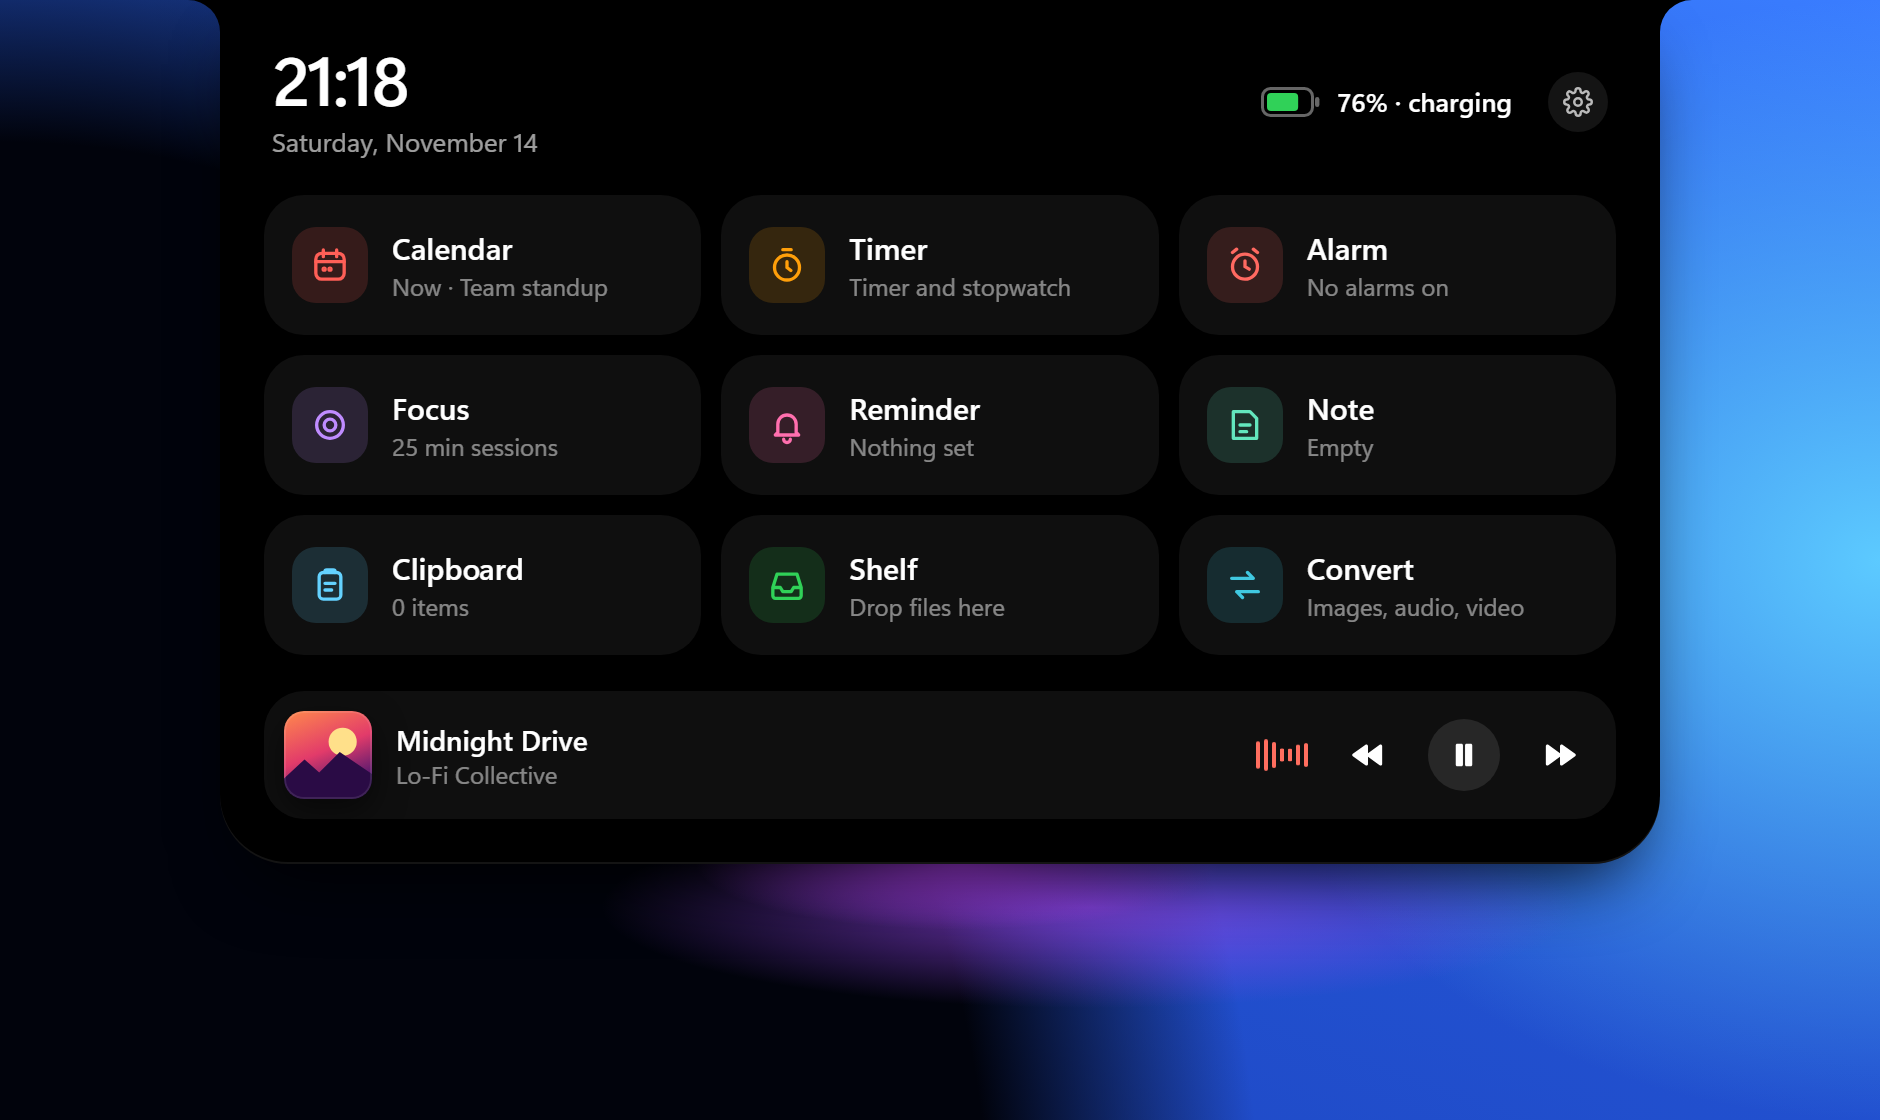 21:18
Saturday, November 14
76% · charging
Calendar
Now · Team standup
Timer
Timer and stopwatch
Alarm
No alarms on
Focus
25 min sessions
Reminder
Nothing set
Note
Empty
Clipboard
0 items
Shelf
Drop files here
Convert
Images, audio, video
Midnight Drive
Lo-Fi Collective